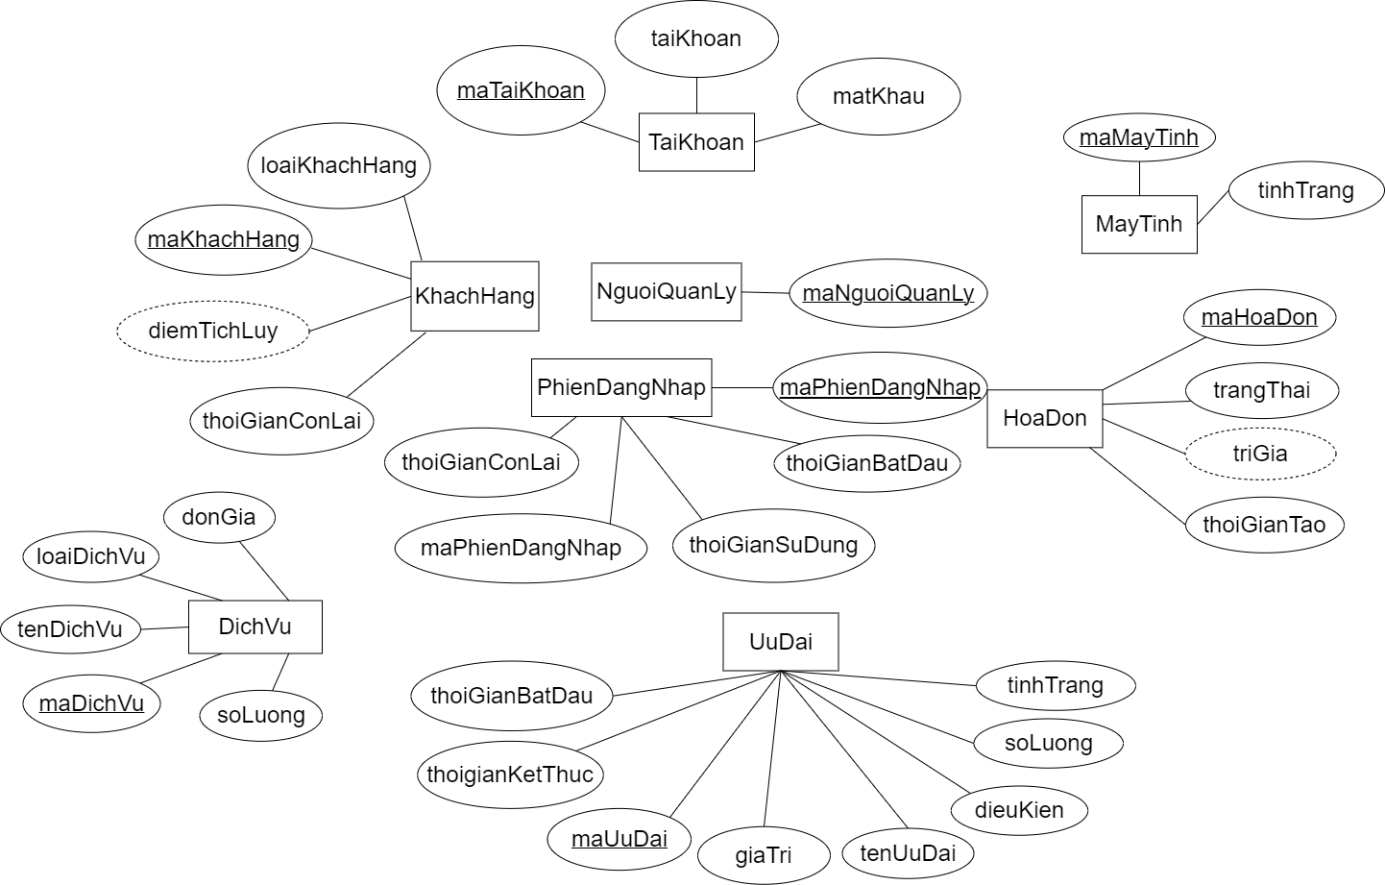 taiKhoan
maTaiKhoan
matKhau
TaiKhoan
maMayTinh
tinhTrang
MayTinh
loaiKhachHang
maKhachHang
KhachHang
diemTichLuy
thoiGianConLai
NguoiQuanLy
maNguoiQuanLy
PhienDangNhap
maPhienDangNhap
thoiGianConLai
thoiGianBatDau
maPhienDangNhap
thoiGianSuDung
maHoaDon
trangThai
HoaDon
triGia
thoiGianTao
donGia
loaiDichVu
tenDichVu
DichVu
maDichVu
soLuong
UuDai
thoiGianBatDau
tinhTrang
soLuong
thoigianKetThuc
dieuKien
maUuDai
giaTri
tenUuDai